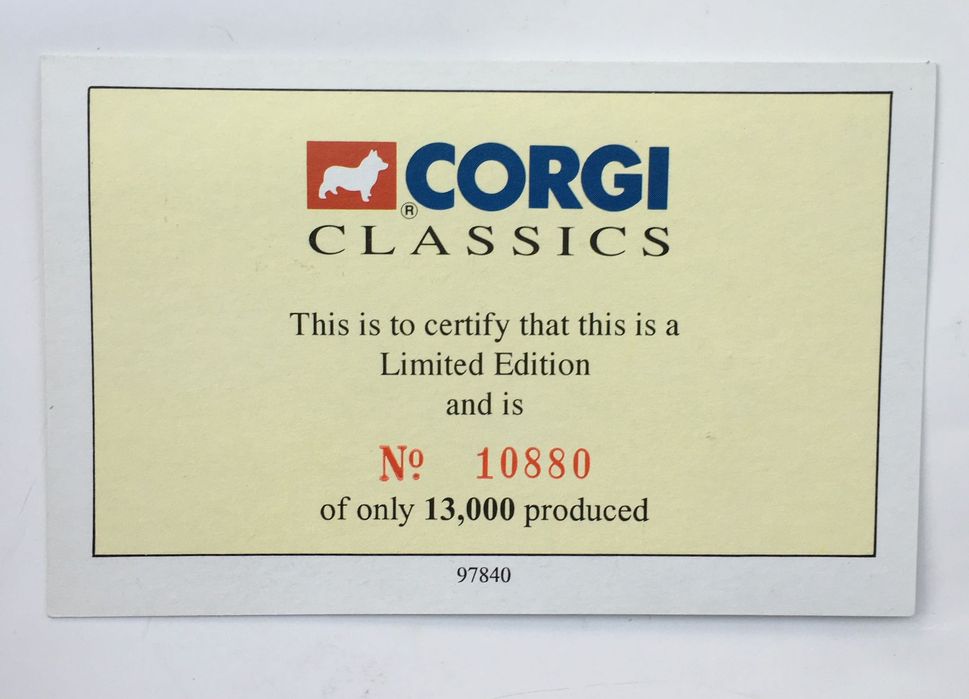 ® CORGI
CLASSICS
This is to certify that this is a
Limited Edition
and is
Nº 10880
of only 13,000 produced
97840